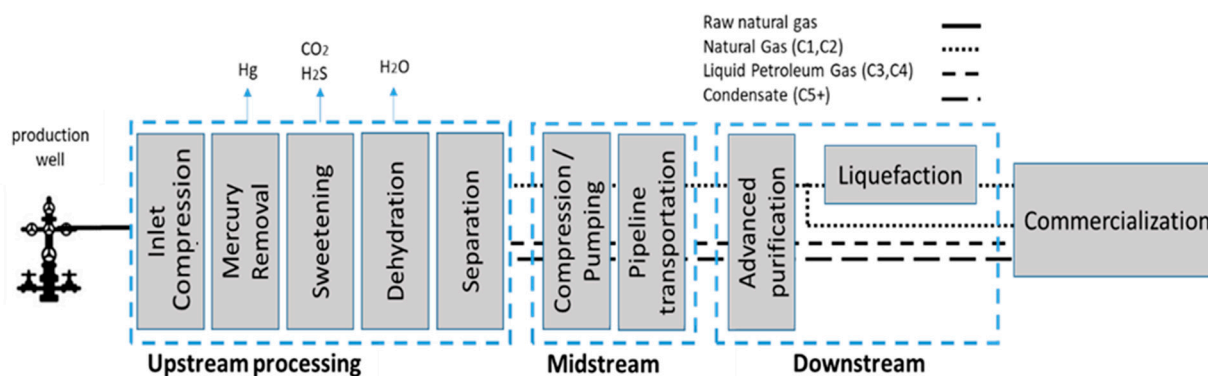 Raw natural gas
Natural Gas (C1,C2)
Liquid Petroleum Gas (C3,C4)
Condensate (C5+)
CO2
H2S
Hg
H2O
production
well
Inlet
Compression
Mercury
Removal
Sweetening
Dehydration
Separation
Compression /
Pumping
Pipeline
transportation
Advanced
purification
Liquefaction
Commercialization
Upstream processing
Midstream
Downstream